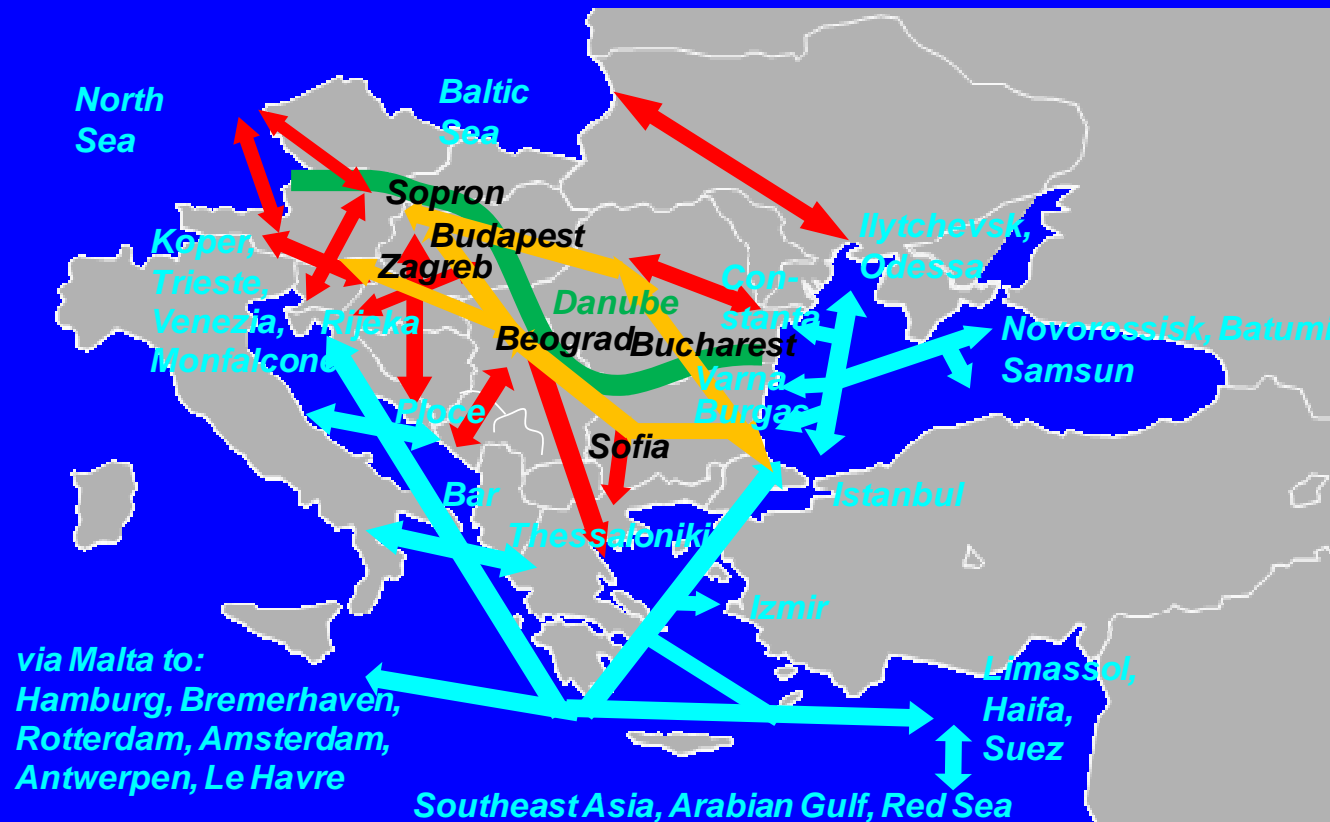 North
Sea
Baltic
Sea
Sopron
Budapest
Zagreb
Koper,
Trieste,
Venezia,
Monfalcone
Rijeka
Danube
Beograd
Bucharest
Con-
stanta
Ilytchevsk,
Odessa
Novorossisk, Batumi
Samsun
Varna
Burgas
Ploce
Sofia
Bar
Istanbul
Thessaloniki
Izmir
via Malta to:
Hamburg, Bremerhaven,
Rotterdam, Amsterdam,
Antwerpen, Le Havre
Limassol,
Haifa,
Suez
Southeast Asia, Arabian Gulf, Red Sea